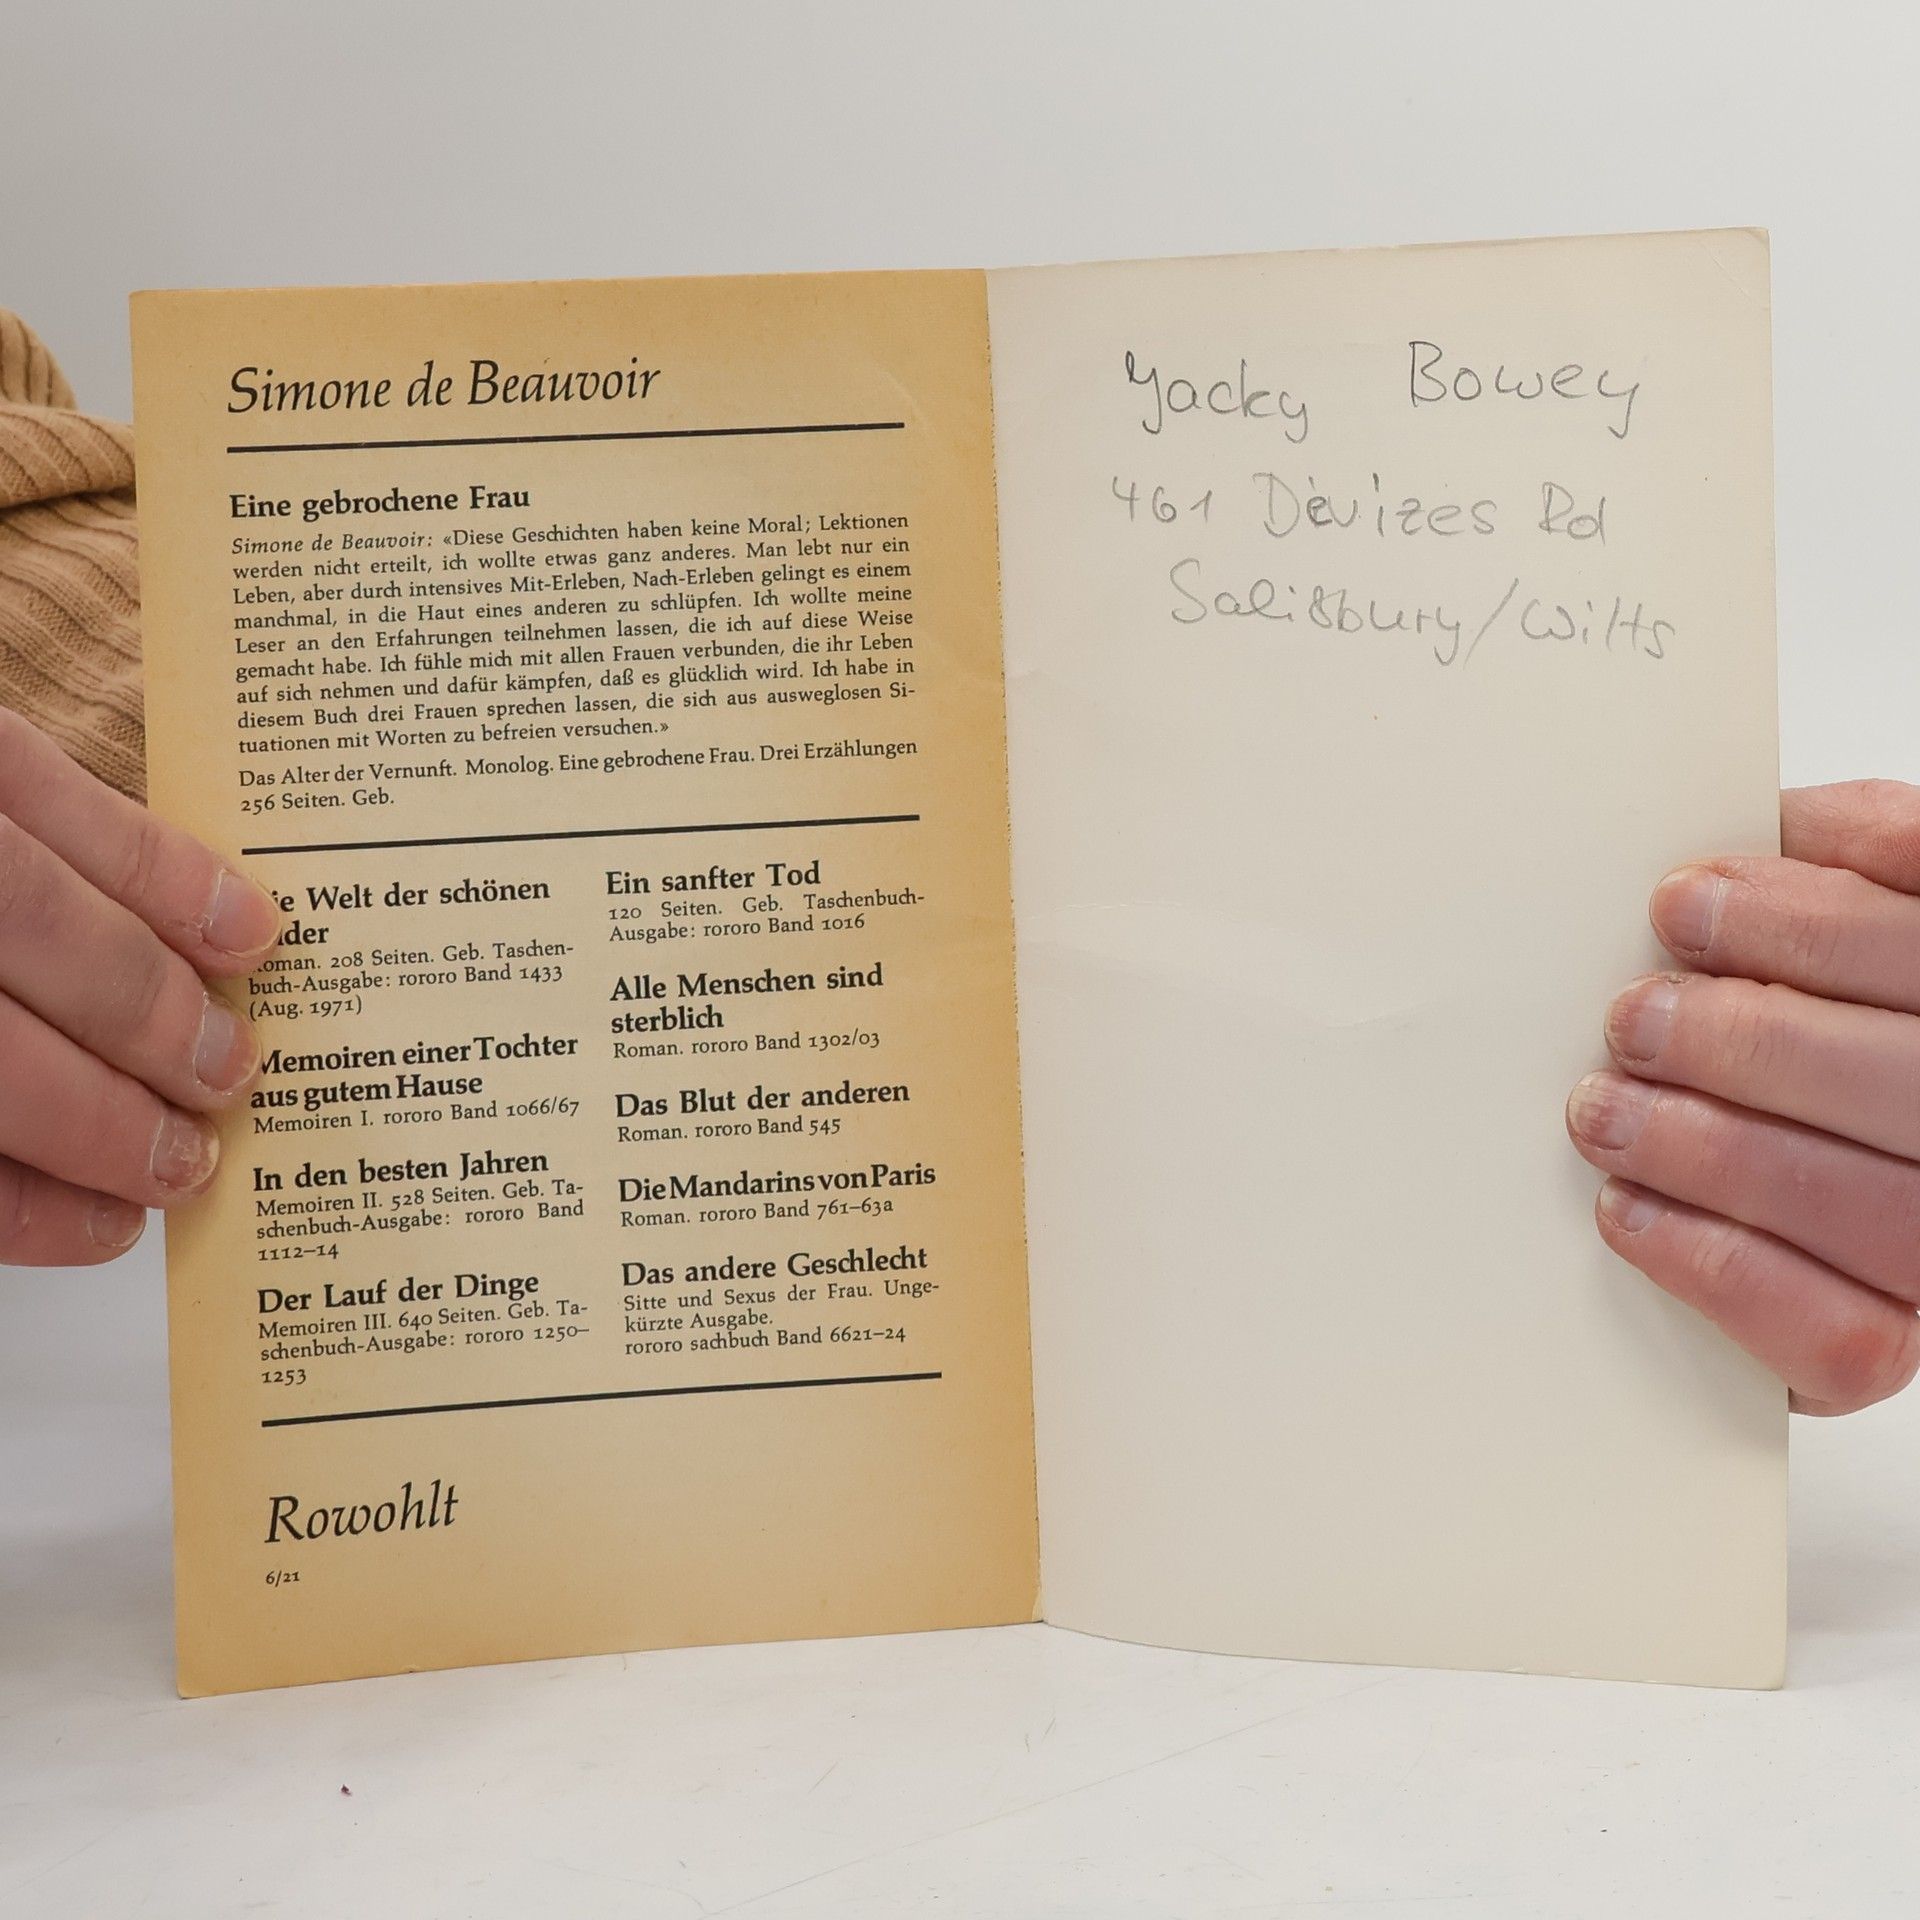 Simone de Beauvoir
Eine gebrochene Frau
Simone de Beauvoir: «Diese Geschichten haben keine Moral; Lektionen
werden nicht erteilt, ich wollte etwas ganz anderes. Man lebt nur ein
Leben, aber durch intensives Mit-Erleben, Nach-Erleben gelingt es einem
manchmal, in die Haut eines anderen zu schlüpfen. Ich wollte meine
Leser an den Erfahrungen teilnehmen lassen, die ich auf diese Weise
gemacht habe. Ich fühle mich mit allen Frauen verbunden, die ihr Leben
auf sich nehmen und dafür kämpfen, daß es glücklich wird. Ich habe in
diesem Buch drei Frauen sprechen lassen, die sich aus ausweglosen Si-
tuationen mit Worten zu befreien versuchen.»
Das Alter der Vernunft. Monolog. Eine gebrochene Frau. Drei Erzählungen
256 Seiten. Geb.
Welt der schönen
Roman. 208 Seiten. Geb. Taschen-
buch-Ausgabe: rororo Band 1433
(Aug. 1971)
Memoiren einer Tochter
aus gutem Hause
Memoiren I. rororo Band 1066/67
In den besten Jahren
Memoiren II. 528 Seiten. Geb. Ta-
schenbuch-Ausgabe: rororo Band
1112–14
Der Lauf der Dinge
Memoiren III. 640 Seiten. Geb. Ta-
schenbuch-Ausgabe: rororo 1250–
1253
Ein sanfter Tod
120 Seiten. Geb. Taschenbuch-
Ausgabe: rororo Band 1016
Alle Menschen sind
sterblich
Roman. rororo Band 1302/03
Das Blut der anderen
Roman. rororo Band 545
Die Mandarins von Paris
Roman. rororo Band 761–63a
Das andere Geschlecht
Sitte und Sexus der Frau. Unge-
kürzte Ausgabe.
rororo sachbuch Band 6621–24
Rowohlt
6/21
Jacky Bowey
461 Devizes Rd
Salisbury/Wilts